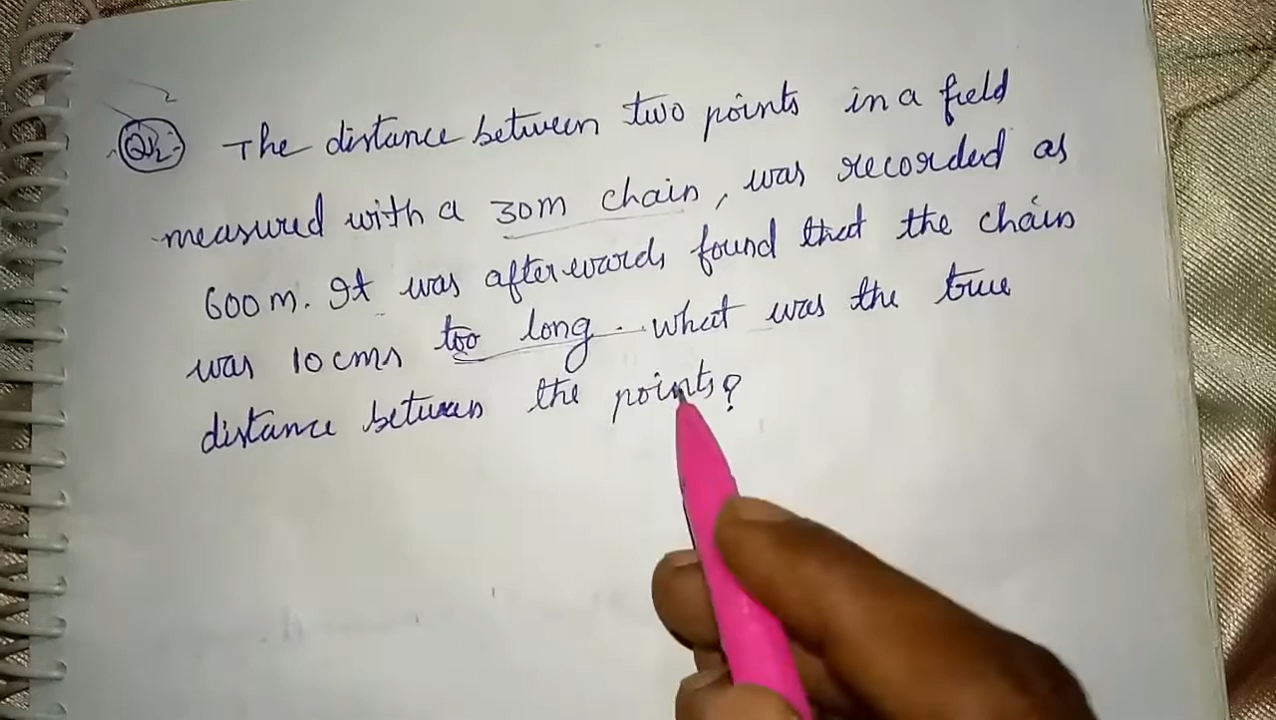 Q2:- The distance between two points in a field
measured with a 30m chain, was recorded as
600 m. It was afterwards found that the chain
was 10 cms too long. what was the true
distance between the points?